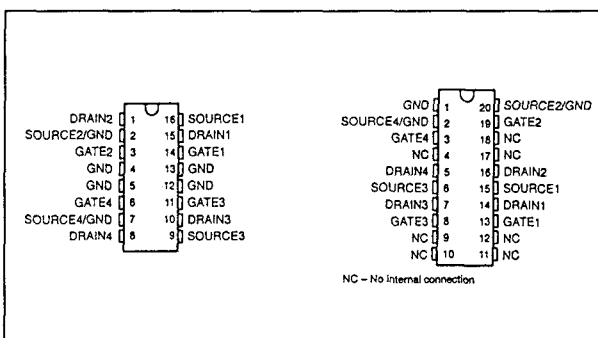 DRAIN2 1 16 SOURCE1
SOURCE2/GND 2 15 DRAIN1
GATE2 3 14 GATE1
GND 4 13 GND
GND 5 12 GND
GATE4 6 11 GATE3
SOURCE4/GND 7 10 DRAIN3
DRAIN4 8 9 SOURCE3
GND 1 20 SOURCE2/GND
SOURCE4/GND 2 19 GATE2
GATE4 3 18 NC
NC 4 17 NC
DRAIN4 5 16 DRAIN2
SOURCE3 6 15 SOURCE1
DRAIN3 7 14 DRAIN1
GATE3 8 13 GATE1
NC 9 12 NC
NC 10 11 NC
NC – No internal connection